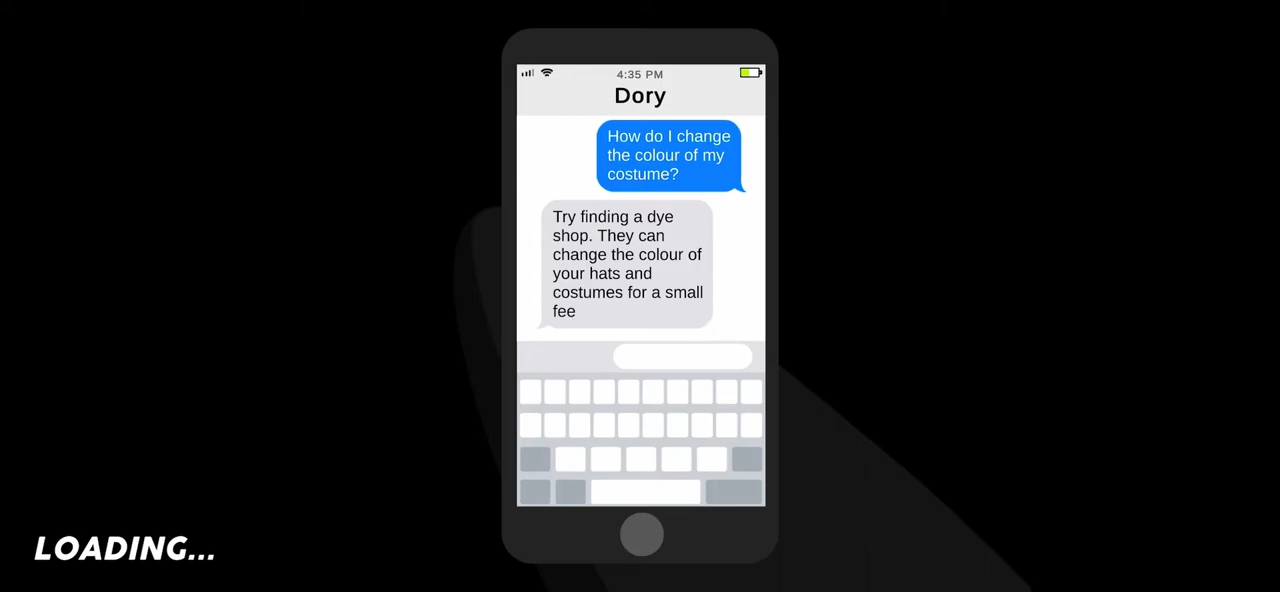 4:35 PM
Dory
How do I change
the colour of my
costume?
Try finding a dye
shop. They can
change the colour of
your hats and
costumes for a small
fee
LOADING...